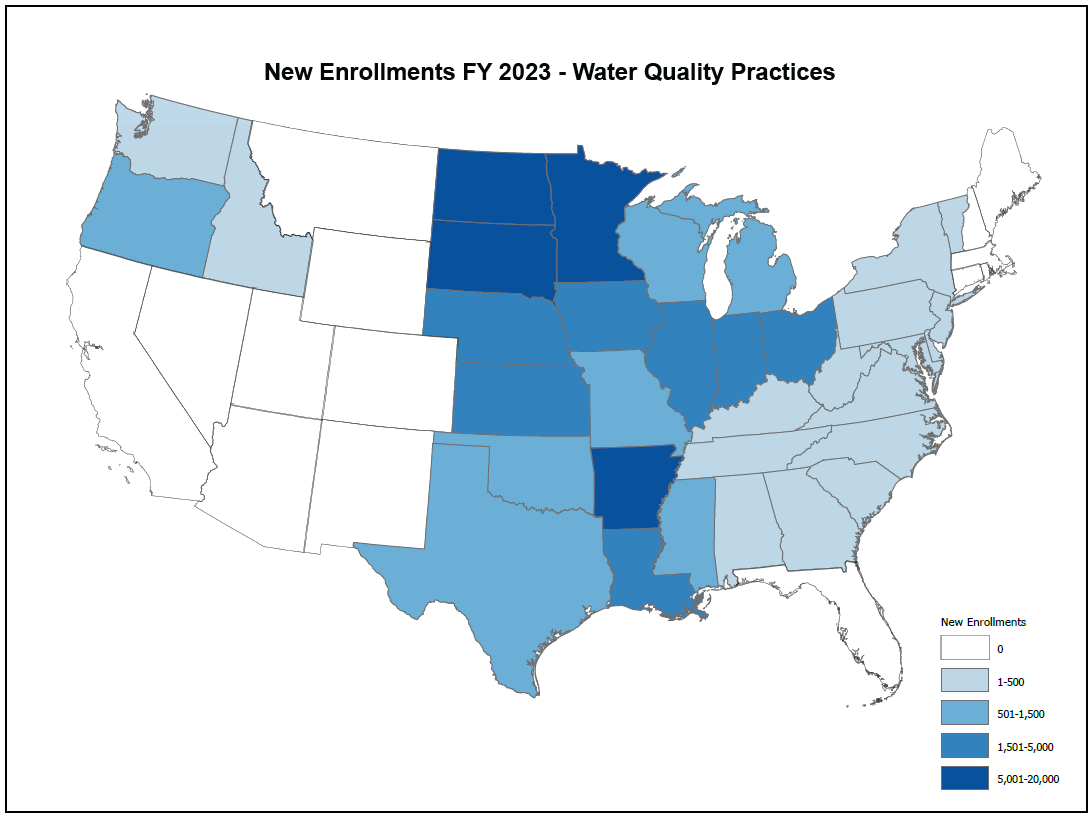 New Enrollments FY 2023 - Water Quality Practices
New Enrollments
0
1-500
501-1,500
1,501-5,000
5,001-20,000